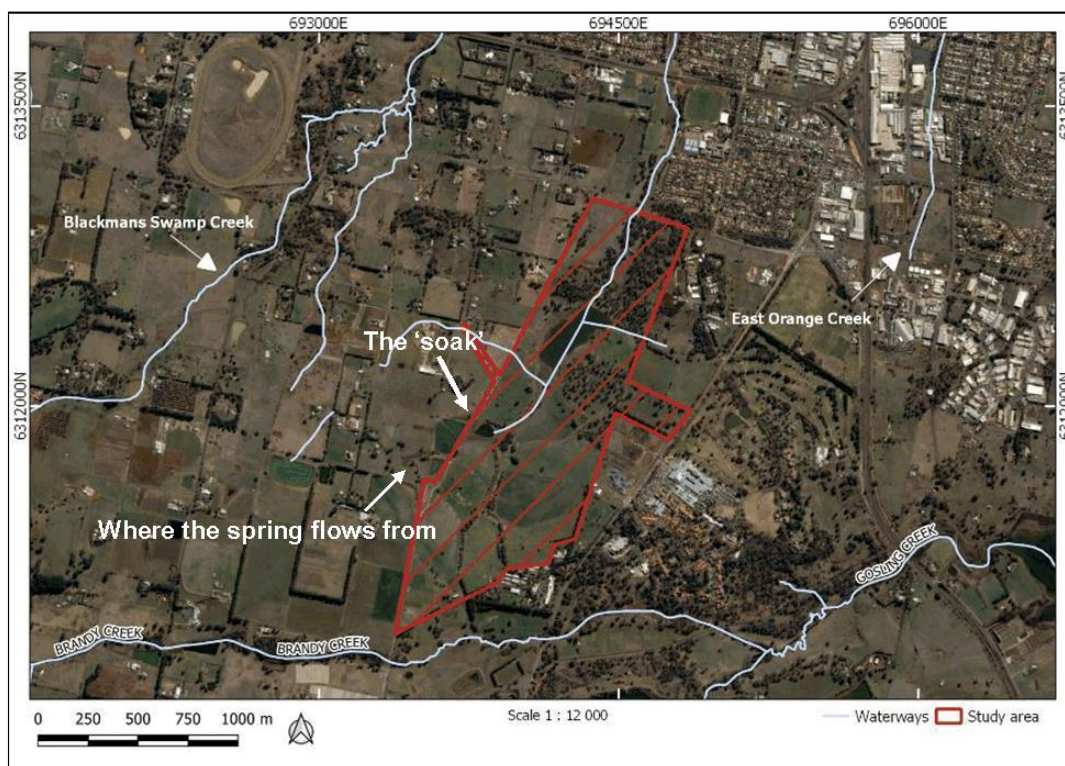 693000E 694500E 696000E
6313500N 6313500N
Blackmans Swamp Creek
East Orange Creek
The 'soak'
6312000N 6312000N
Where the spring flows from
GOSLING CREEK
BRANDY CREEK BRANDY CREEK
0 250 500 750 1000 m
Scale 1 : 12 000
Waterways Study area